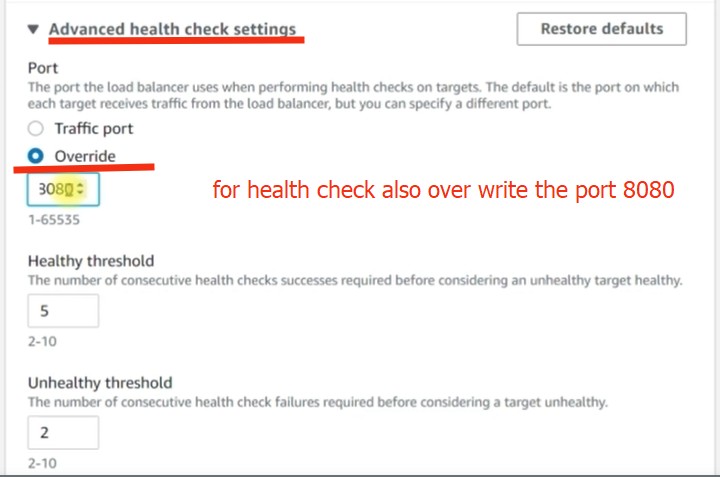 ▼ Advanced health check settings
Restore defaults
Port
The port the load balancer uses when performing health checks on targets. The default is the port on which
each target receives traffic from the load balancer, but you can specify a different port.
Traffic port
Override
8080
for health check also over write the port 8080
1-65535
Healthy threshold
The number of consecutive health checks successes required before considering an unhealthy target healthy.
5
2-10
Unhealthy threshold
The number of consecutive health check failures required before considering a target unhealthy.
2
2-10